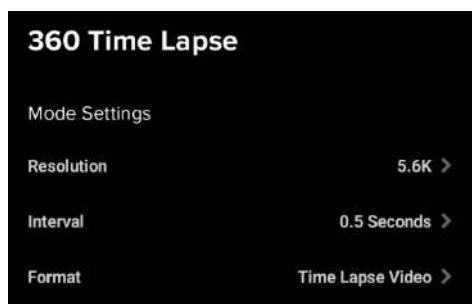 360 Time Lapse
Mode Settings
Resolution 5.6K >
Interval 0.5 Seconds >
Format Time Lapse Video >